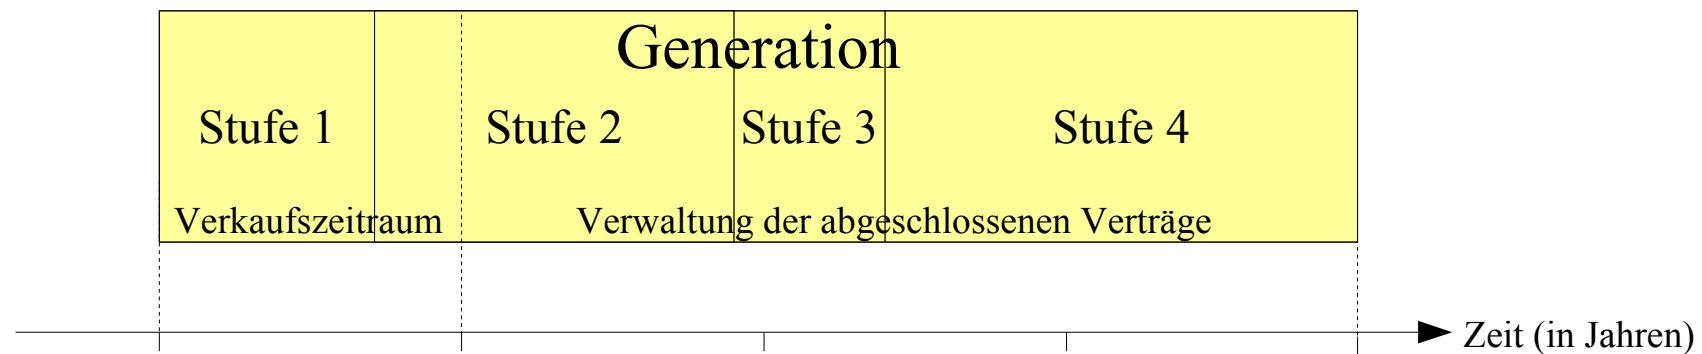 Generation
Stufe 1 Stufe 2 Stufe 3 Stufe 4
Verkaufszeitraum Verwaltung der abgeschlossenen Verträge
Zeit (in Jahren)